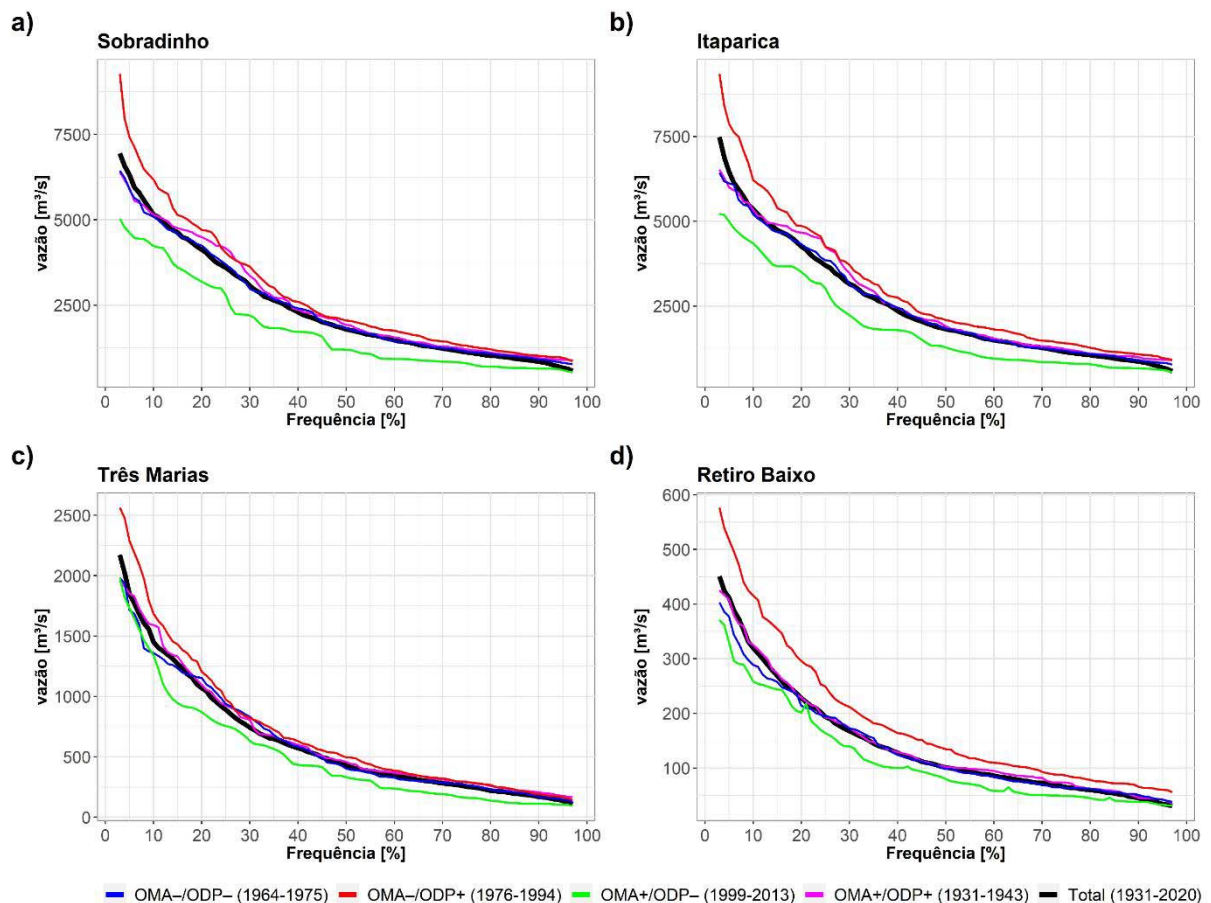 a)
Sobradinho
vazão [m³/s]
7500
5000
2500
0 10 20 30 40 50 60 70 80 90 100
Frequência [%]
b)
Itaparica
vazão [m³/s]
7500
5000
2500
0 10 20 30 40 50 60 70 80 90 100
Frequência [%]
c)
Três Marias
vazão [m³/s]
2500
2000
1500
1000
500
0
0 10 20 30 40 50 60 70 80 90 100
Frequência [%]
d)
Retiro Baixo
vazão [m³/s]
600
500
400
300
200
100
0 10 20 30 40 50 60 70 80 90 100
Frequência [%]
OMA−/ODP− (1964-1975) OMA−/ODP+ (1976-1994) OMA+/ODP− (1999-2013) OMA+/ODP+ (1931-1943) Total (1931-2020)